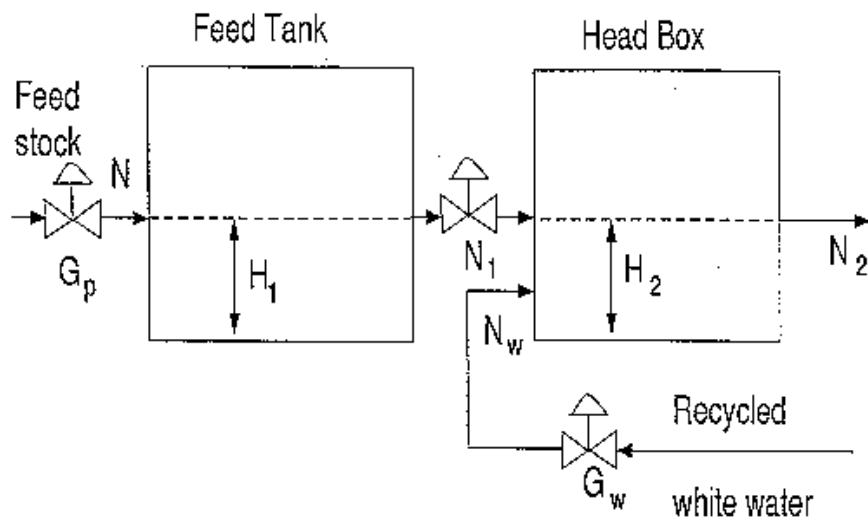 Feed Tank
Head Box
Feed
stock
N
G_p
H_1
N_1
H_2
N_2
N_w
Recycled
G_w
white water